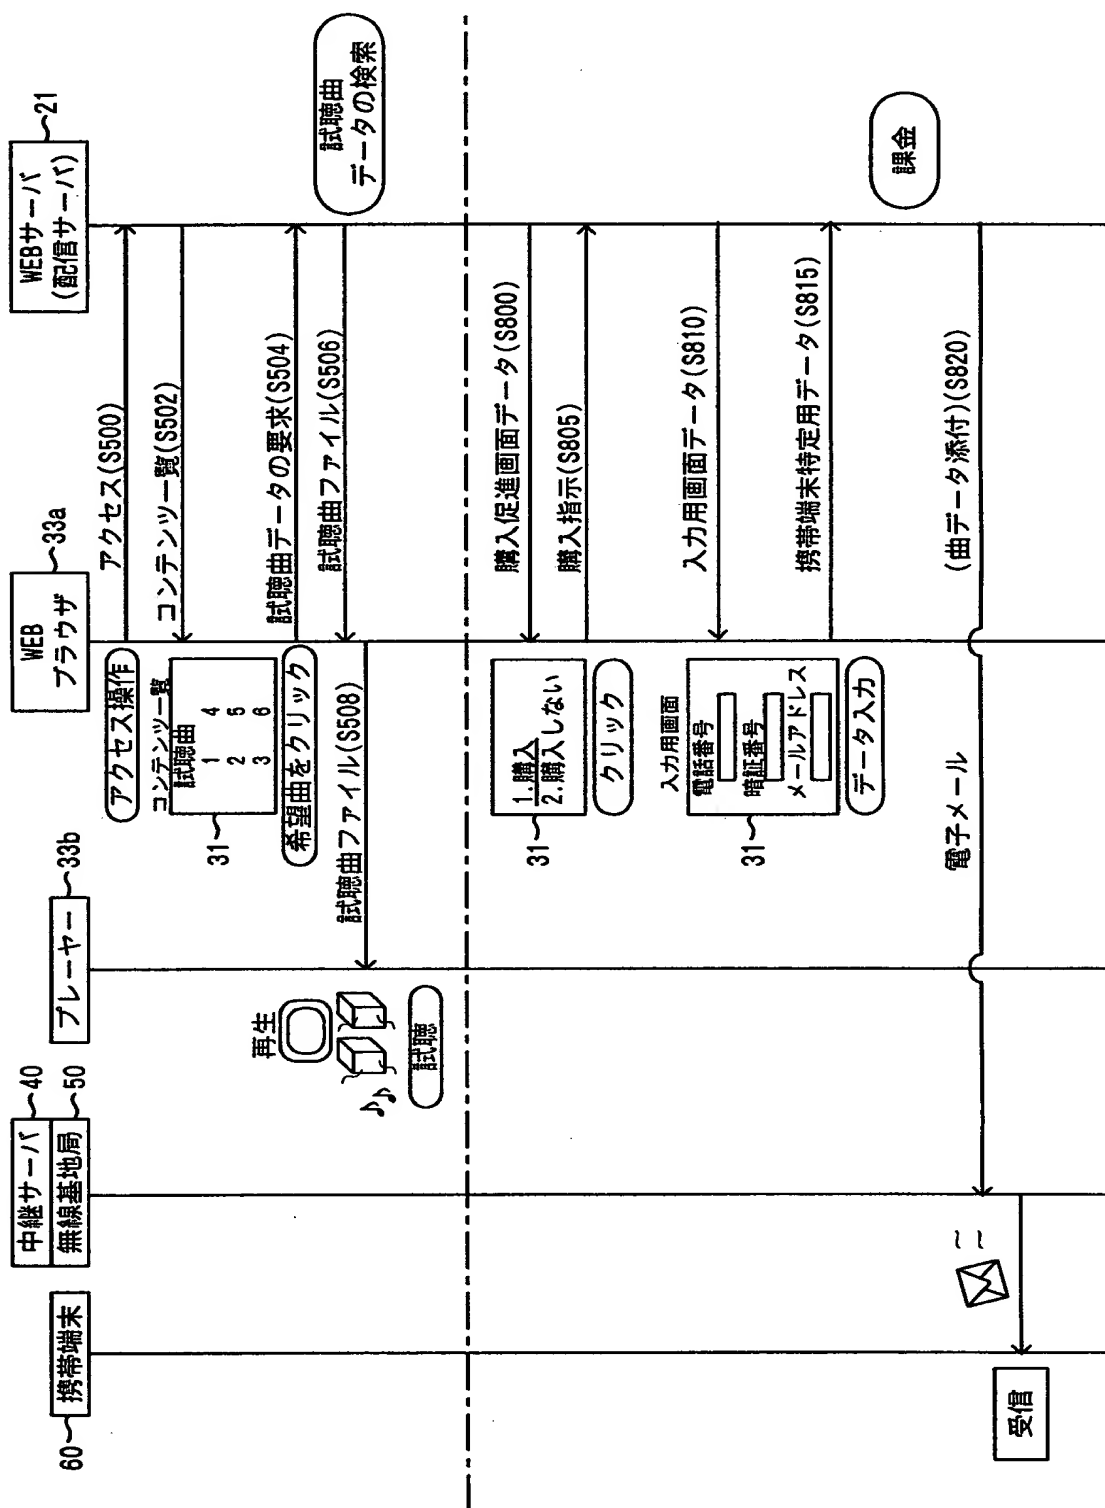 60 携帯端末
中継サーバ 40
無線基地局 50
プレーヤー 33b
WEB
ブラウザ 33a
WEBサーバ
(配信サーバ) 21
アクセス操作
アクセス(S500)
コンテンツ一覧(S502)
コンテンツ一覧
試聴曲
1 4
2 5
3 6
31
希望曲をクリック
試聴曲データの要求(S504)
試聴曲
データの検索
試聴曲ファイル(S506)
試聴曲ファイル(S508)
再生
試聴
購入促進画面データ(S800)
1.購入
2.購入しない
31
クリック
購入指示(S805)
入力用画面データ(S810)
入力用画面
電話番号
暗証番号
メールアドレス
31
データ入力
携帯端末特定用データ(S815)
課金
電子メール (曲データ添付)(S820)
受信